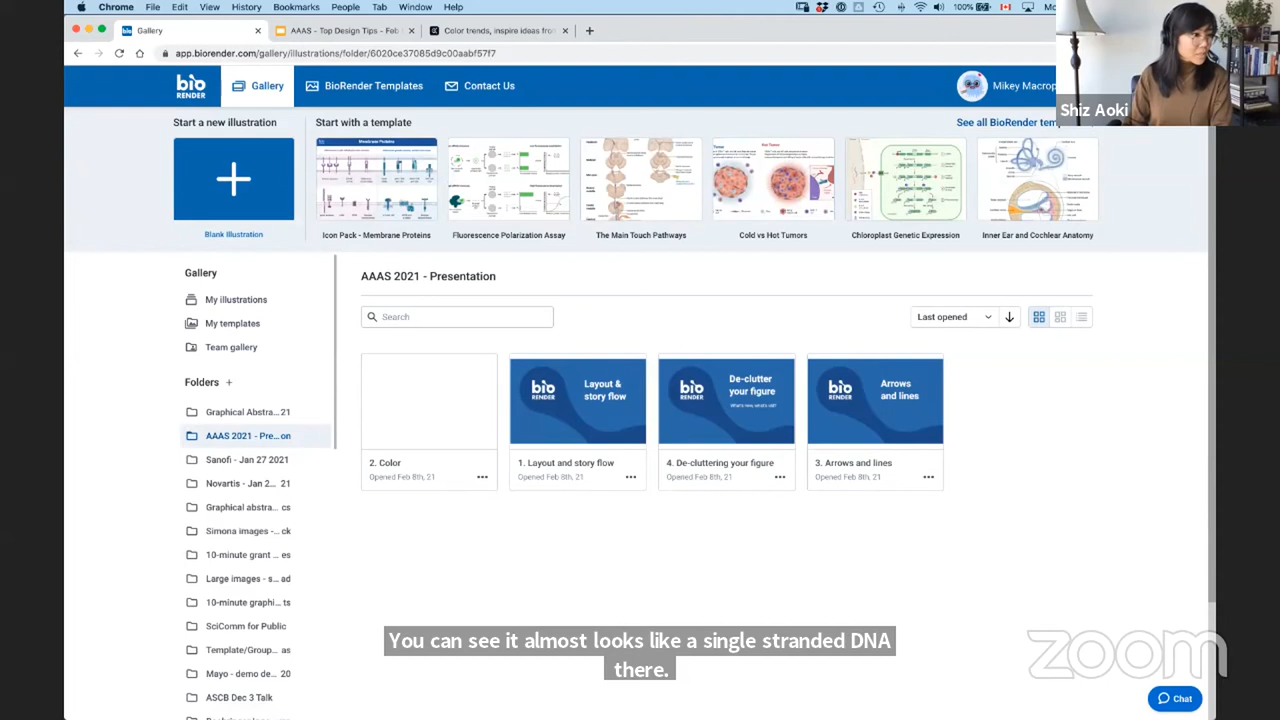 Chrome File Edit View History Bookmarks People Tab Window Help 100%
Gallery AAAS - Top Design Tips - Feb Color trends, inspire ideas from
app.biorender.com/gallery/illustrations/folder/6020ce37085d9c00aabf57f7
bio RENDER Gallery BioRender Templates Contact Us Mikey Macrop
Shiz Aoki
Start a new illustration Start with a template See all BioRender temp
Blank Illustration Icon Pack - Membrane Proteins Fluorescence Polarization Assay The Main Touch Pathways Cold vs Hot Tumors Chloroplast Genetic Expression Inner Ear and Cochlear Anatomy
Gallery
My illustrations
My templates
Team gallery
Folders +
Graphical Abstra... 21
AAAS 2021 - Pre... on
Sanofi - Jan 27 2021
Novartis - Jan 2... 21
Graphical abstra... cs
Simona images -... ck
10-minute grant ... es
Large images - s... ad
10-minute graphi... ts
SciComm for Public
Template/Group... as
Mayo - demo de... 20
ASCB Dec 3 Talk
AAAS 2021 - Presentation
Search Last opened
bio RENDER Layout & story flow
bio RENDER De-clutter your figure
bio RENDER Arrows and lines
2. Color 1. Layout and story flow 4. De-cluttering your figure 3. Arrows and lines
Opened Feb 8th, 21 Opened Feb 8th, 21 Opened Feb 8th, 21 Opened Feb 8th, 21
You can see it almost looks like a single stranded DNA
there.
zoom
Chat